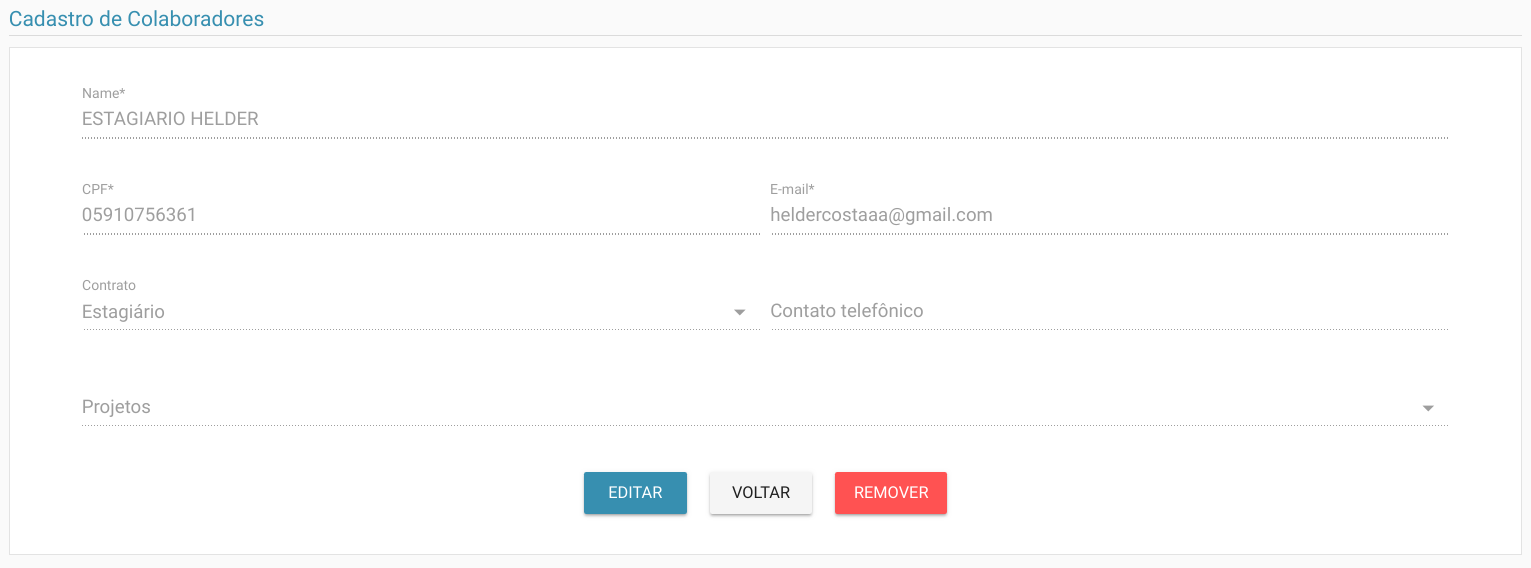 Cadastro de Colaboradores
Name*
ESTAGIARIO HELDER
CPF* E-mail*
05910756361 heldercostaaa@gmail.com
Contrato
Estagiário Contato telefônico
Projetos
EDITAR VOLTAR REMOVER